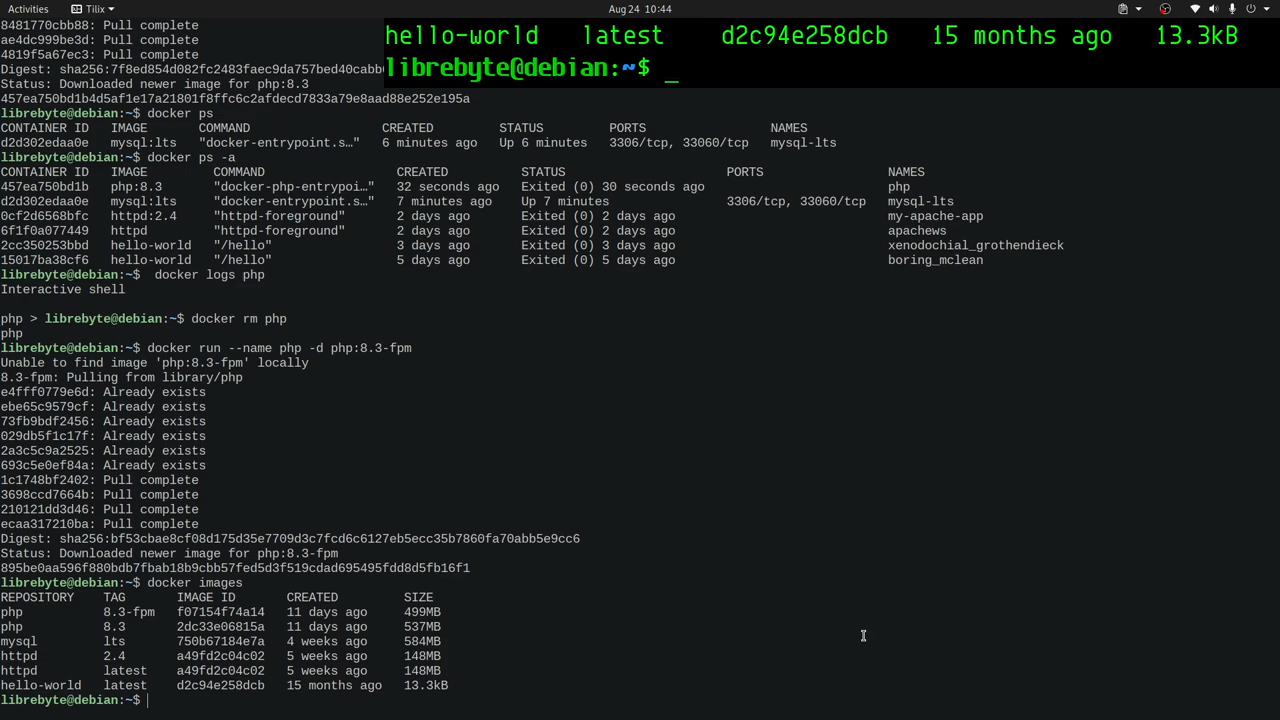 Activities Tilix Aug 24 10:44
8481770cbb88: Pull complete
ae4dc999be3d: Pull complete
4819f5a62ec3: Pull complete
Digest: sha256:7f8ed854d082fc2483faec9da757bed40cabb
Status: Downloaded newer image for php:8.3
hello-world latest d2c94e258dcb 15 months ago 13.3kB
librebyte@debian:~$ _
457ea750bd1b4d5af1e17a21801f8ffc6c2afdecd7833a79e8aad88e252e195a
librebyte@debian:~$ docker ps
CONTAINER ID IMAGE COMMAND CREATED STATUS PORTS NAMES
d2d302edaa0e mysql:lts "docker-entrypoint.s…" 6 minutes ago Up 6 minutes 3306/tcp, 33060/tcp mysql-lts
librebyte@debian:~$ docker ps -a
CONTAINER ID IMAGE COMMAND CREATED STATUS PORTS NAMES
457ea750bd1b php:8.3 "docker-php-entrypoi…" 32 seconds ago Exited (0) 30 seconds ago php
d2d302edaa0e mysql:lts "docker-entrypoint.s…" 7 minutes ago Up 7 minutes 3306/tcp, 33060/tcp mysql-lts
0cf2d6568bfc httpd:2.4 "httpd-foreground" 2 days ago Exited (0) 2 days ago my-apache-app
6f1f0a077449 httpd "httpd-foreground" 2 days ago Exited (0) 2 days ago apachews
2cc350253bbd hello-world "/hello" 3 days ago Exited (0) 3 days ago xenodochial_grothendieck
15017ba38cf6 hello-world "/hello" 5 days ago Exited (0) 5 days ago boring_mclean
librebyte@debian:~$ docker logs php
Interactive shell
php > librebyte@debian:~$ docker rm php
php
librebyte@debian:~$ docker run --name php -d php:8.3-fpm
Unable to find image 'php:8.3-fpm' locally
8.3-fpm: Pulling from library/php
e4fff0779e6d: Already exists
ebe65c9579cf: Already exists
73fb9bdf2456: Already exists
029db5f1c17f: Already exists
2a3c5c9a2525: Already exists
693c5e0ef84a: Already exists
1c1748bf2402: Pull complete
3698ccd7664b: Pull complete
210121dd3d46: Pull complete
ecaa317210ba: Pull complete
Digest: sha256:bf53cbae8cf08d175d35e7709d3c7fcd6c6127eb5ecc35b7860fa70abb5e9cc6
Status: Downloaded newer image for php:8.3-fpm
895be0aa596f880bdb7fbab18b9cbb57fed5d3f519cdad695495fdd8d5fb16f1
librebyte@debian:~$ docker images
REPOSITORY TAG IMAGE ID CREATED SIZE
php 8.3-fpm f07154f74a14 11 days ago 499MB
php 8.3 2dc33e06815a 11 days ago 537MB
mysql lts 750b67184e7a 4 weeks ago 584MB
httpd 2.4 a49fd2c04c02 5 weeks ago 148MB
httpd latest a49fd2c04c02 5 weeks ago 148MB
hello-world latest d2c94e258dcb 15 months ago 13.3kB
librebyte@debian:~$